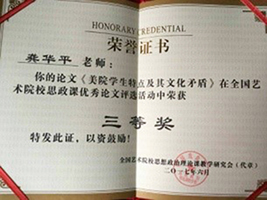 HONORARY CREDENTIAL
荣誉证书
龚华平 老师：
你的论文《美院学生特点及其文化矛盾》在全国艺
术院校思政课优秀论文评选活动中荣获
三等奖
特发此证，以资鼓励！
全国艺术院校思想政治理论课教学研究会（代章）
二〇一七年六月